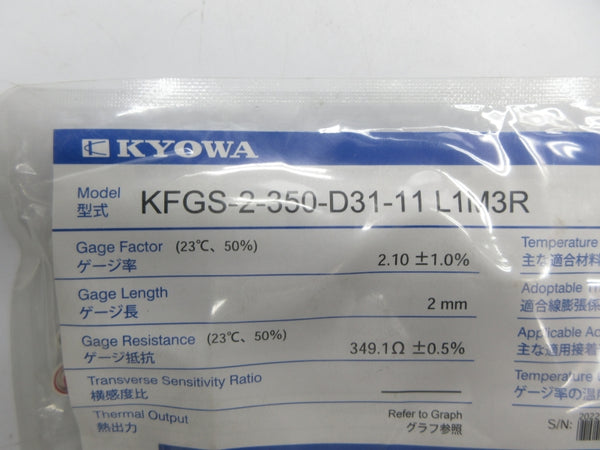 KYOWA
Model
型式
KFGS-2-350-D31-11 L1M3R
Gage Factor (23℃、50%)
ゲージ率
2.10 ±1.0%
Gage Length
ゲージ長
2 mm
Gage Resistance (23℃、50%)
ゲージ抵抗
349.1Ω ±0.5%
Transverse Sensitivity Ratio
横感度比
Thermal Output
熱出力
Refer to Graph
グラフ参照
Temperature
主な適合材料
Adoptable
適合線膨張係
Applicable
主な適用接着
Temperature
ゲージ率の温
S/N:
2022